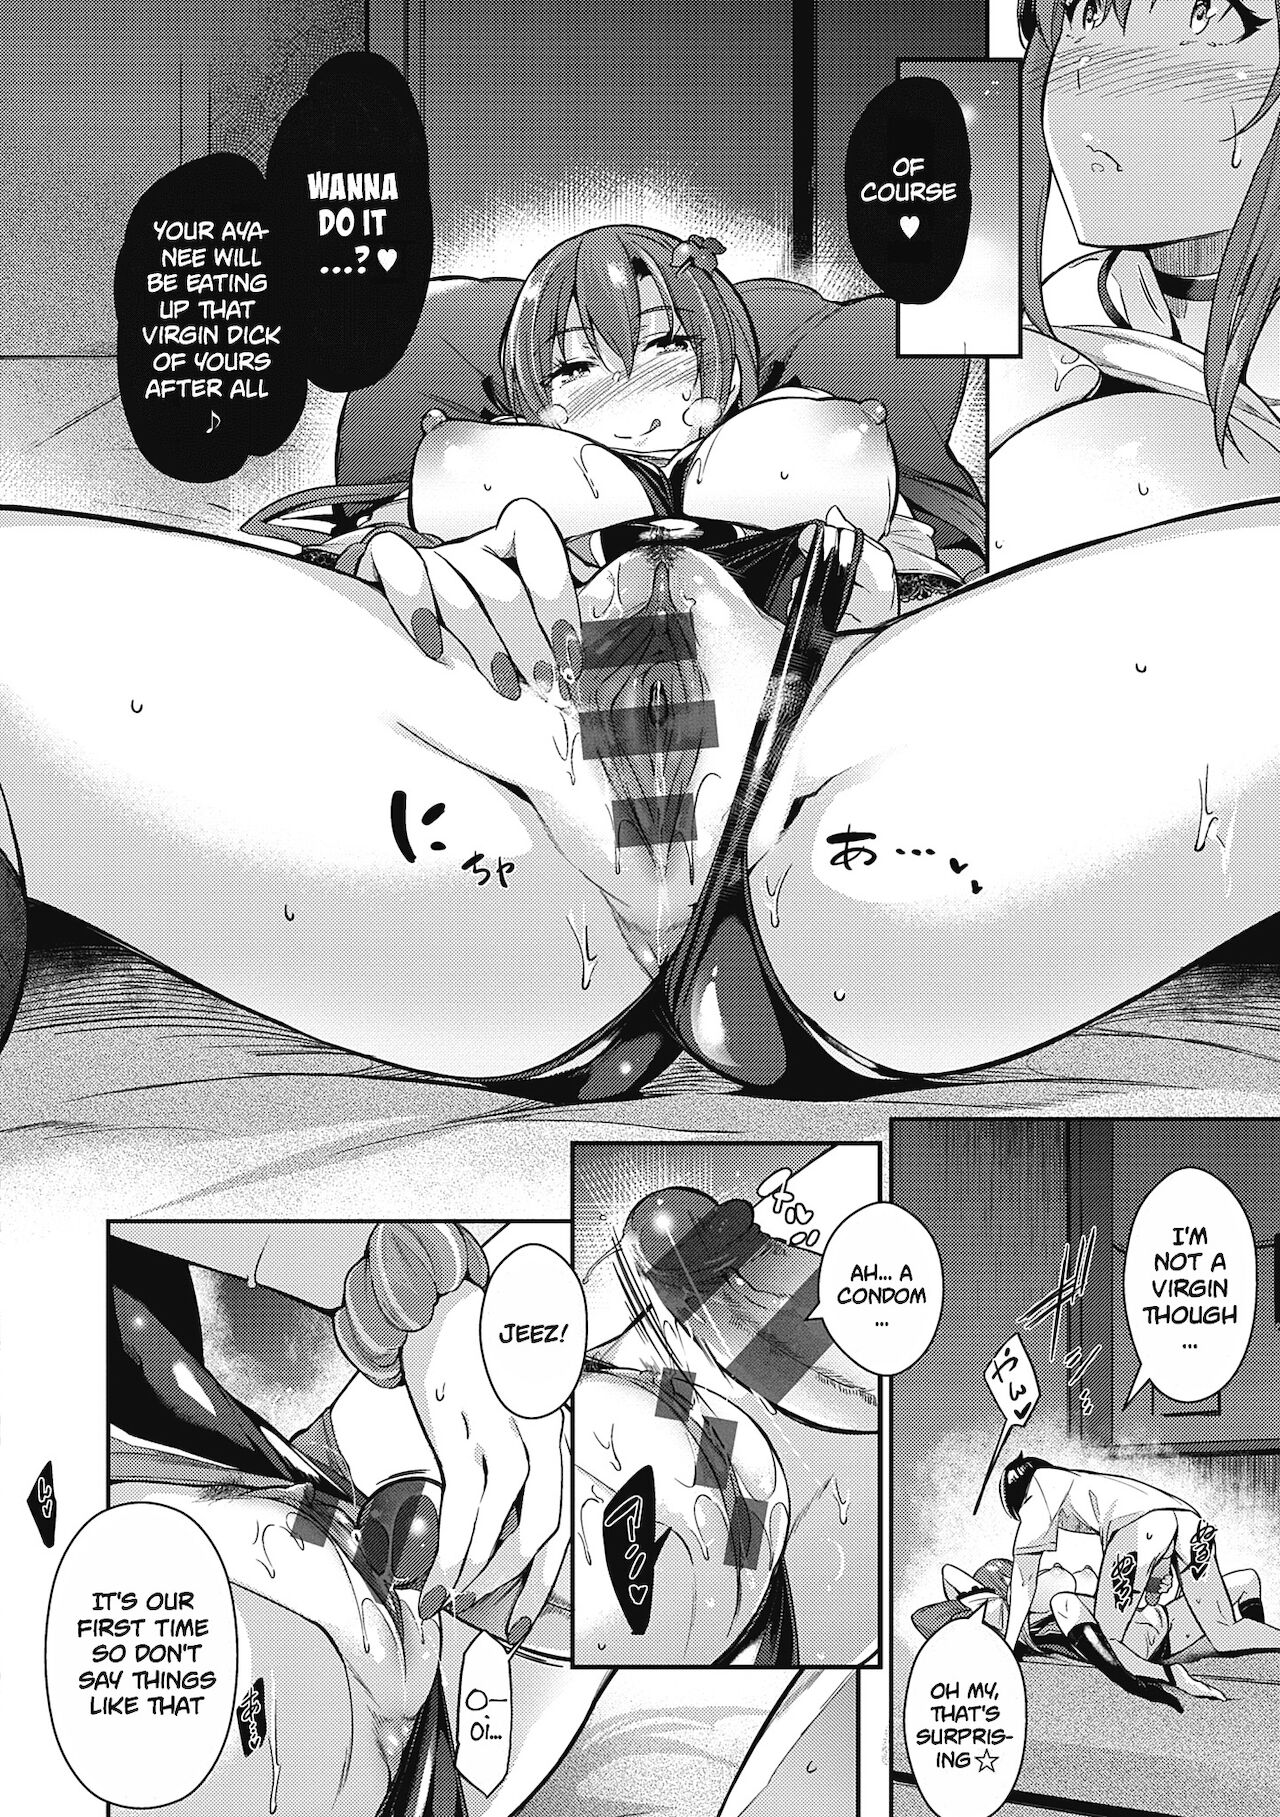 OF
COURSE
♥
WANNA
DO IT
...?♥
YOUR AYA-
NEE WILL
BE EATING
UP THAT
VIRGIN DICK
OF YOURS
AFTER ALL
♪
に
ちゃ
あ…
I'M
NOT A
VIRGIN
THOUGH
...
OH MY,
THAT'S
SURPRIS-
ING☆
AH... A
CONDOM
...
JEEZ!
O-
OI...
IT'S OUR
FIRST TIME
SO DON'T
SAY THINGS
LIKE THAT